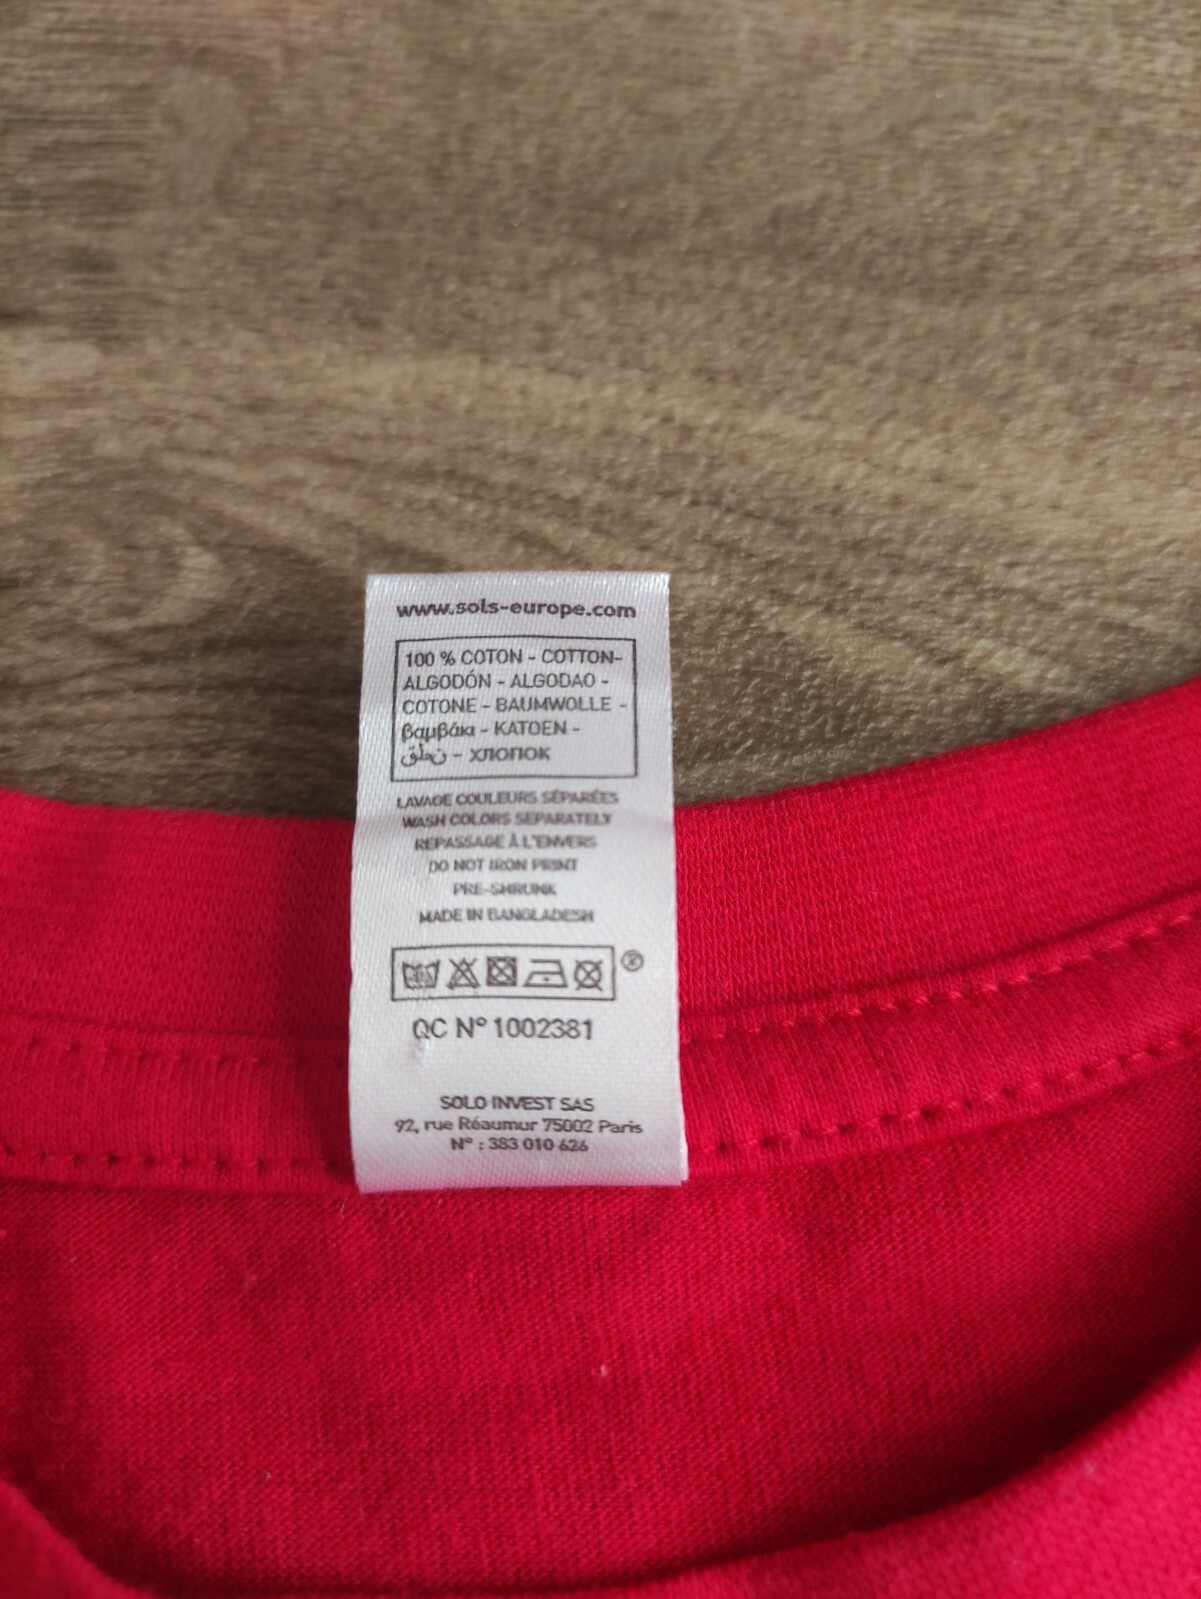 www.sols-europe.com
100 % COTON - COTTON-
ALGODÓN - ALGODAO -
COTONE - BAUMWOLLE -
βαμβάκι - KATOEN -
نطق - ХЛОПОК
LAVAGE COULEURS SÉPARÉES
WASH COLORS SEPARATELY
REPASSAGE À L'ENVERS
DO NOT IRON PRINT
PRE-SHRUNK
MADE IN BANGLADESH
®
QC N° 1002381
SOLO INVEST SAS
92, rue Réaumur 75002 Paris
N° : 383 010 626